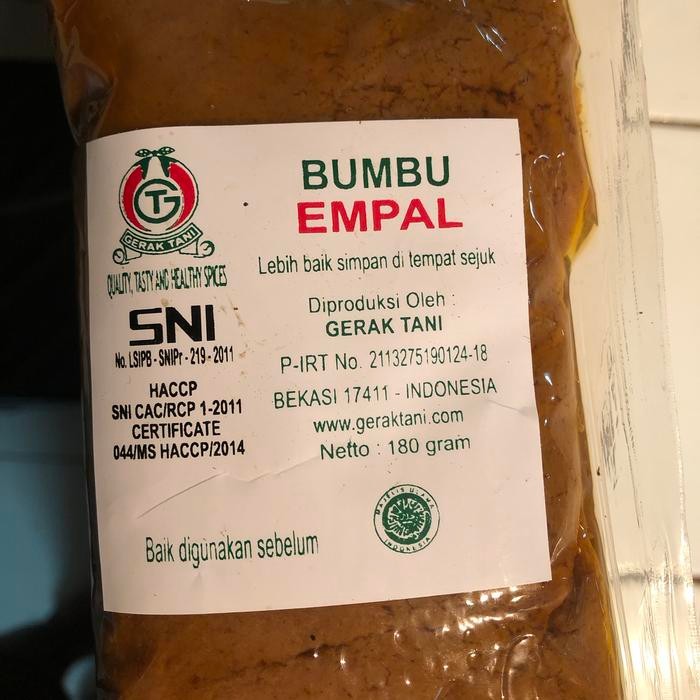 GERAK TANI
QUALITY, TASTY AND HEALTHY SPICES
SNI
No. LSIPB - SNIPr - 219 - 2011
HACCP
SNI CAC/RCP 1-2011
CERTIFICATE
044/MS HACCP/2014
BUMBU
EMPAL
Lebih baik simpan di tempat sejuk
Diproduksi Oleh :
GERAK TANI
P-IRT No. 2113275190124-18
BEKASI 17411 - INDONESIA
www.geraktani.com
Netto : 180 gram
MAJELIS ULAMA
INDONESIA
Baik digunakan sebelum